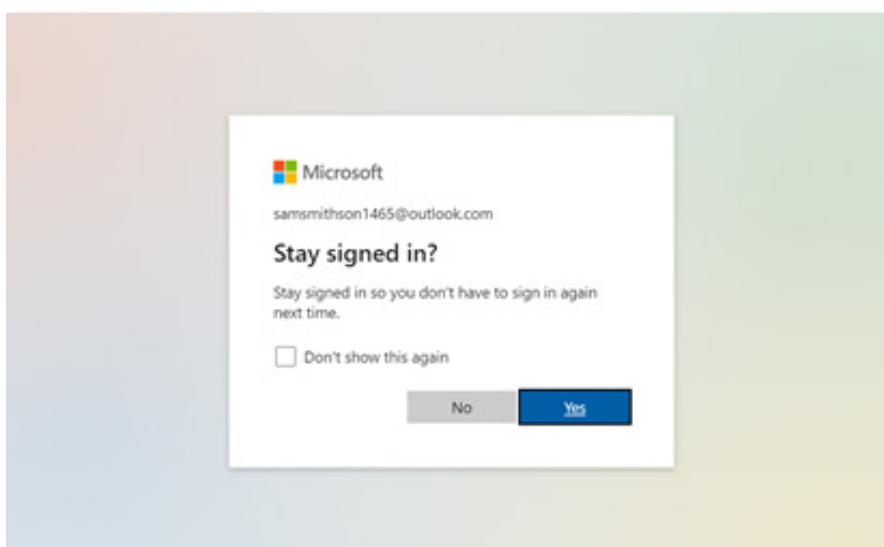 Microsoft
samsmithson1465@outlook.com
Stay signed in?
Stay signed in so you don't have to sign in again
next time.
Don't show this again
No
Yes